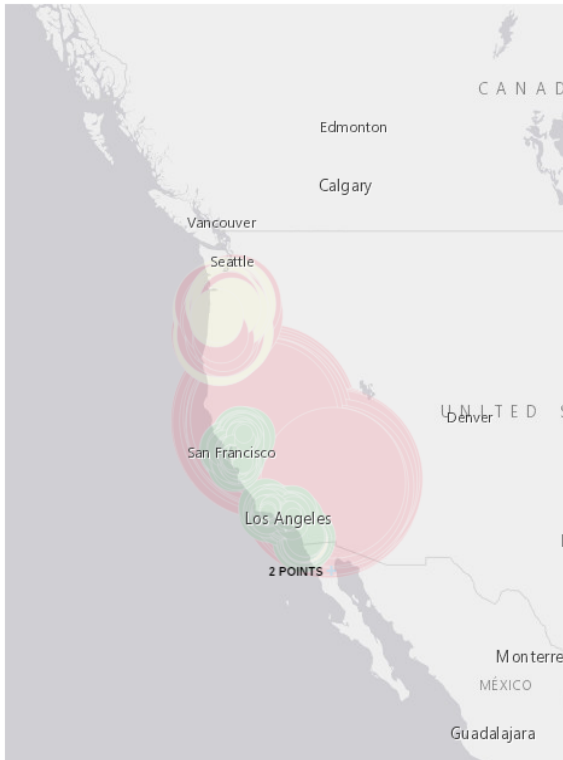 CANAD
Edmonton
Calgary
Vancouver
Seattle
UNITED S
Denver
San Francisco
Los Angeles
2 POINTS
Monterre
MÉXICO
Guadalajara